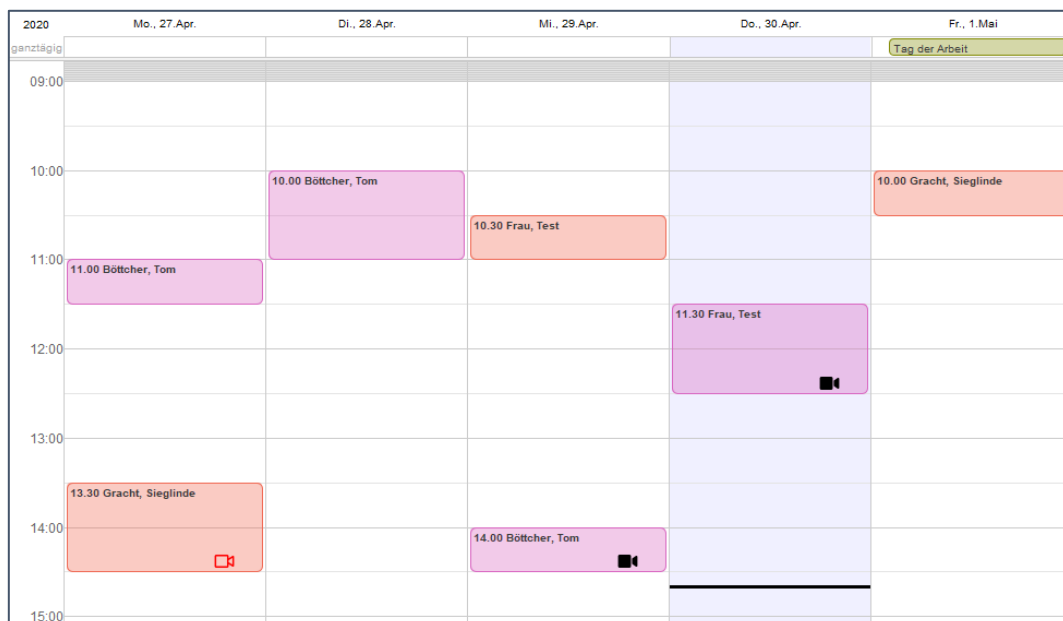 2020
Mo., 27.Apr.
Di., 28.Apr.
Mi., 29.Apr.
Do., 30.Apr.
Fr., 1.Mai
ganztägig
Tag der Arbeit
09:00
10:00
10.00 Böttcher, Tom
10.00 Gracht, Sieglinde
10.30 Frau, Test
11:00
11.00 Böttcher, Tom
11.30 Frau, Test
12:00
13:00
13.30 Gracht, Sieglinde
14:00
14.00 Böttcher, Tom
15:00